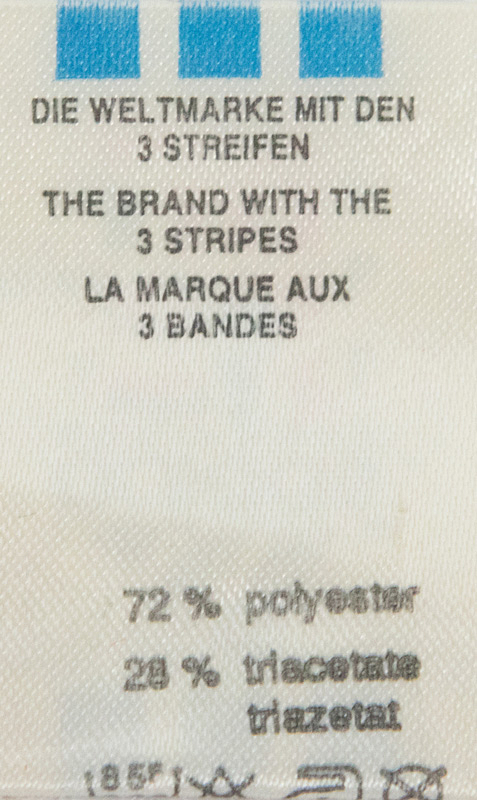 DIE WELTMARKE MIT DEN
3 STREIFEN
THE BRAND WITH THE
3 STRIPES
LA MARQUE AUX
3 BANDES
72 % polyester
28 % triacetate
triazetat